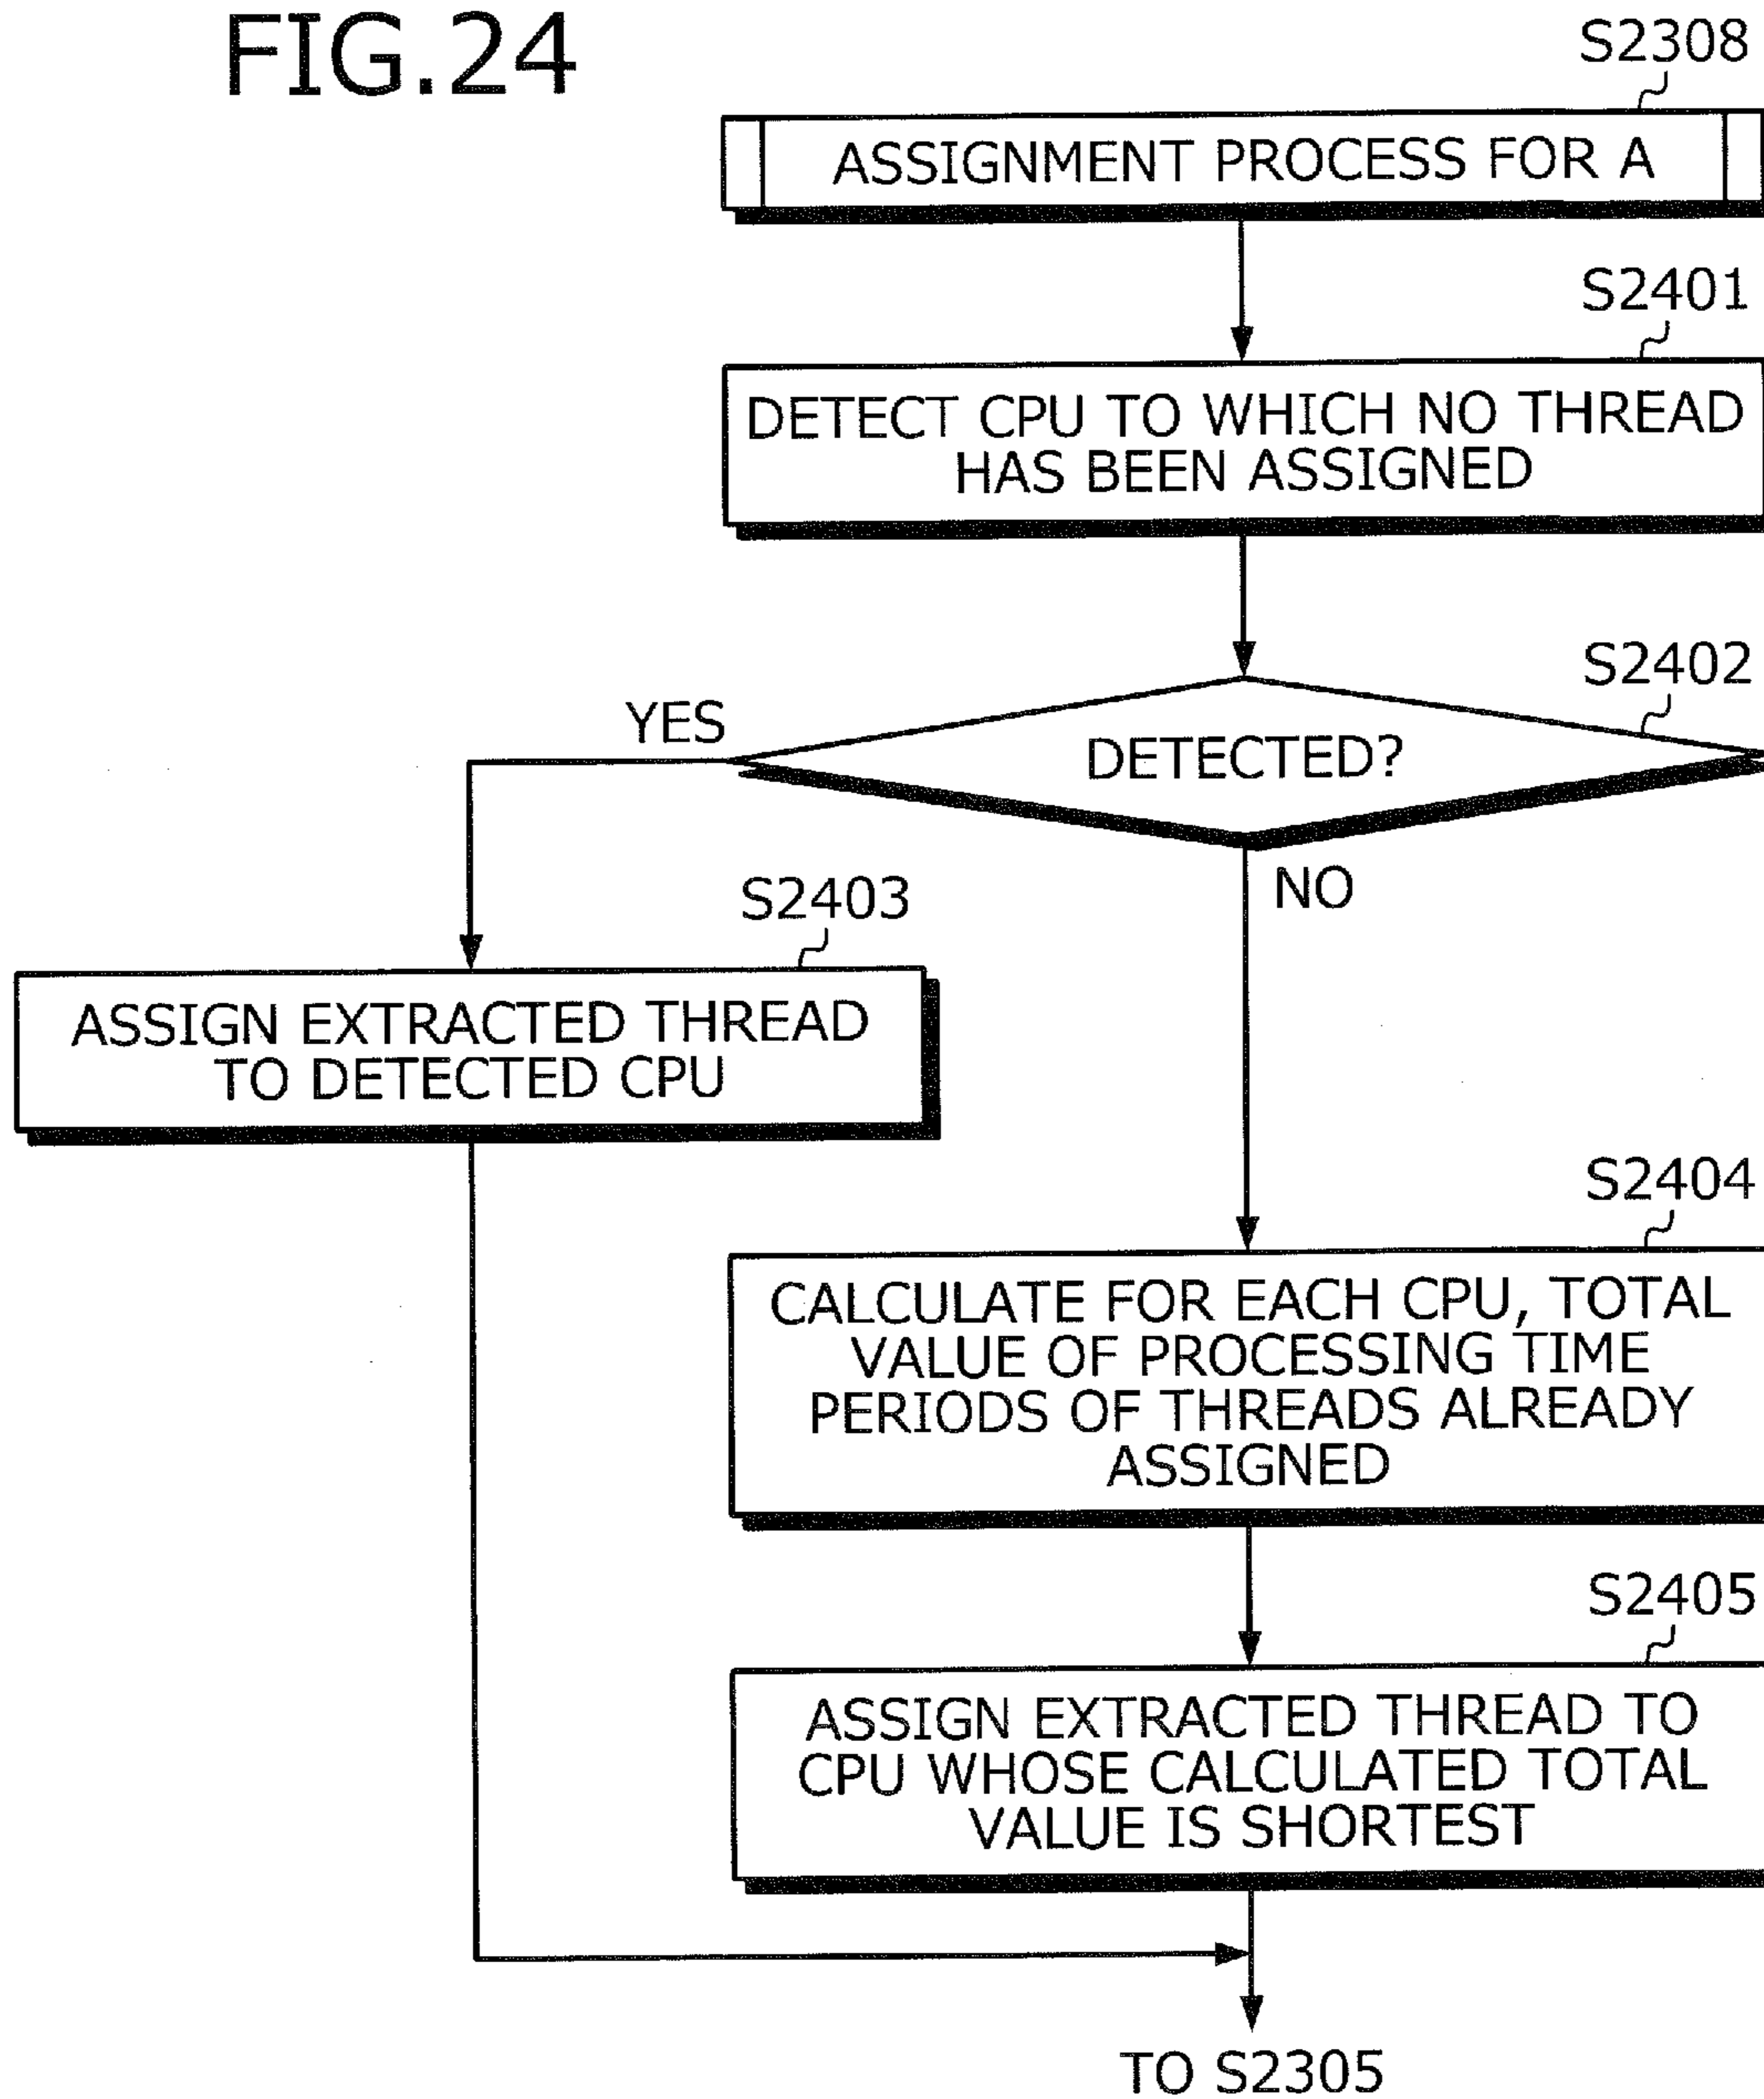 FIG.24
S2308
ASSIGNMENT PROCESS FOR A
S2401
DETECT CPU TO WHICH NO THREAD
HAS BEEN ASSIGNED
S2402
YES
DETECTED?
NO
S2403
ASSIGN EXTRACTED THREAD
TO DETECTED CPU
S2404
CALCULATE FOR EACH CPU, TOTAL
VALUE OF PROCESSING TIME
PERIODS OF THREADS ALREADY
ASSIGNED
S2405
ASSIGN EXTRACTED THREAD TO
CPU WHOSE CALCULATED TOTAL
VALUE IS SHORTEST
TO S2305